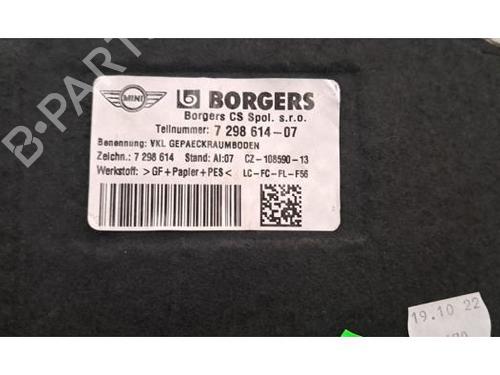 MINI BORGERS
Borgers CS Spol. s.r.o.
Teilnummer: 7 298 614-07
Benennung: VKL GEPAECKRAUMBODEN
Zeichn.: 7 298 614 Stand: AI:07 CZ-108590-13
Werkstoff: >GF+Papier+PES< LC-FC-FL-F56
19.10 22
B-PARTS